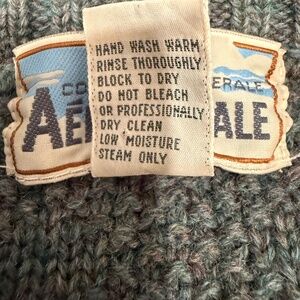 HAND WASH WARM
RINSE THOROUGHLY
BLOCK TO DRY
DO NOT BLEACH
OR PROFESSIONALLY
DRY CLEAN
LOW MOISTURE
STEAM ONLY